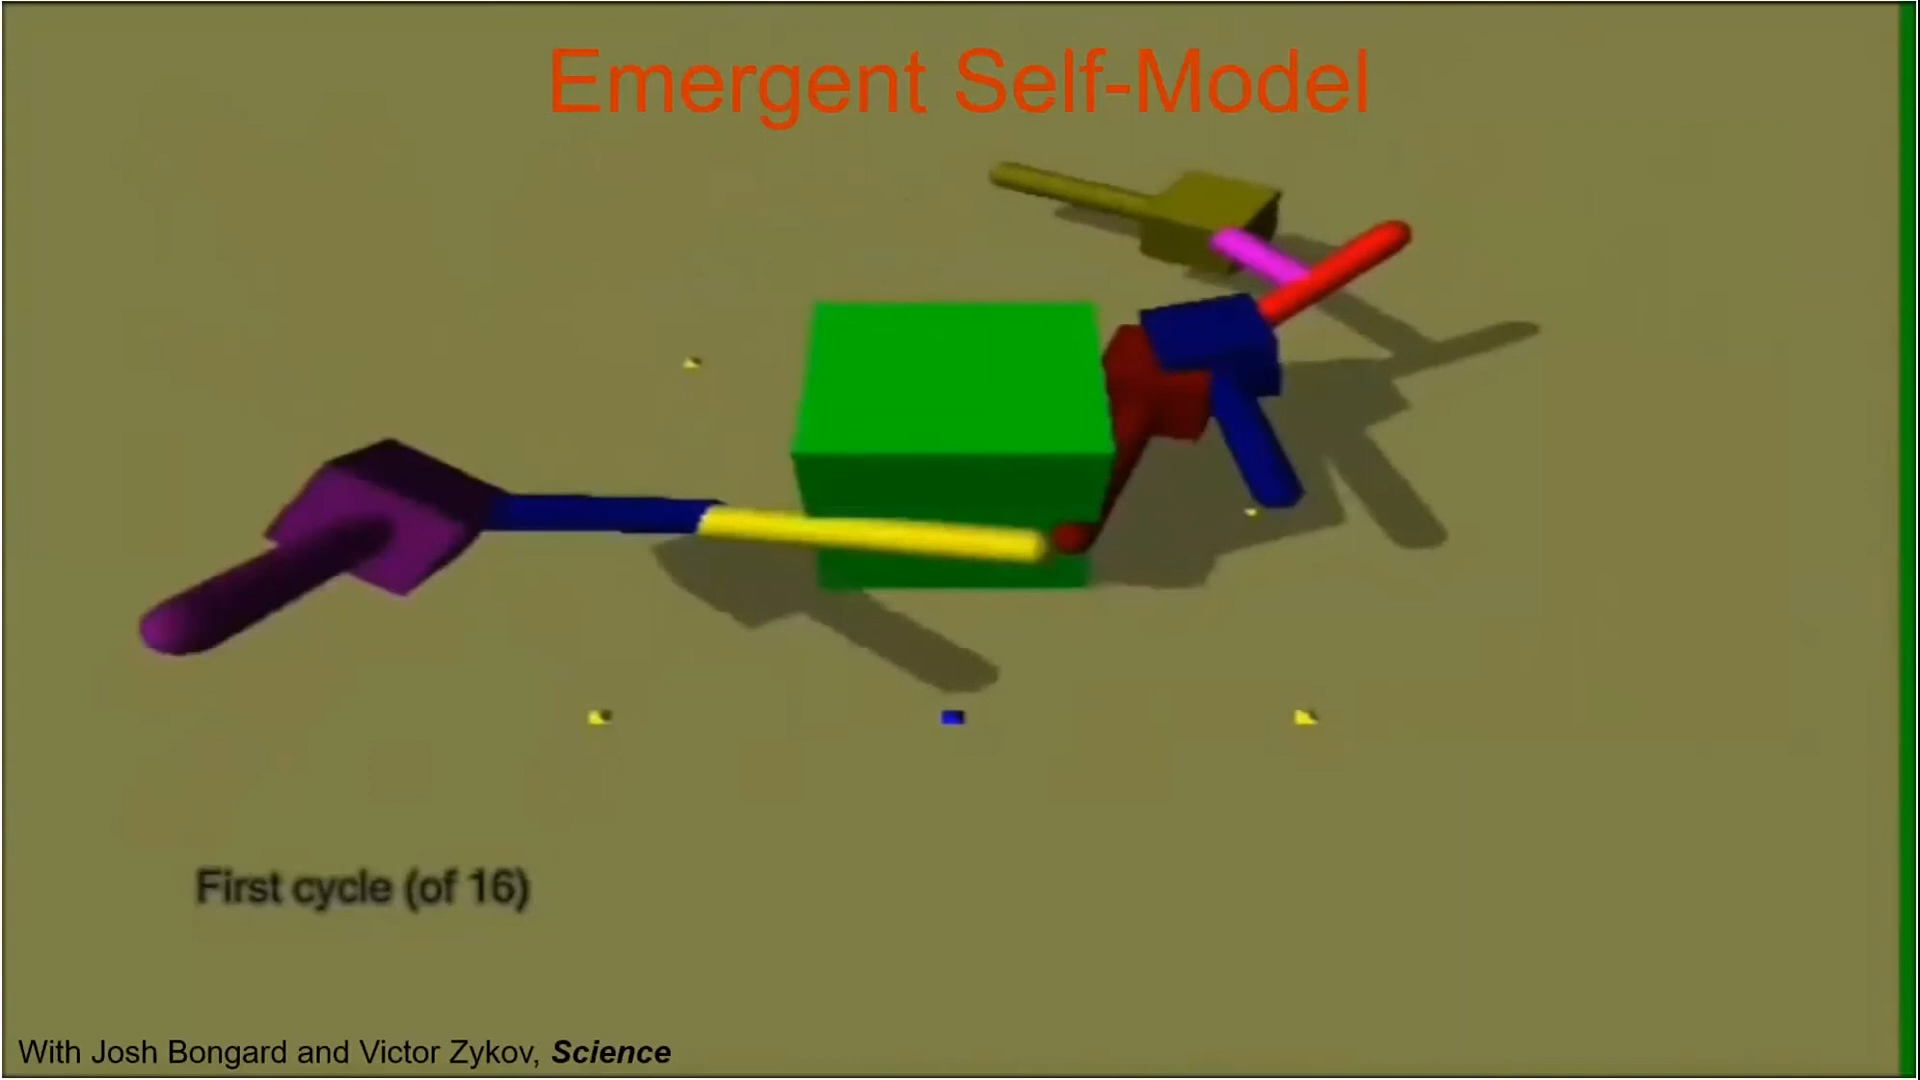 Emergent Self-Model
First cycle (of 16)
With Josh Bongard and Victor Zykov, Science